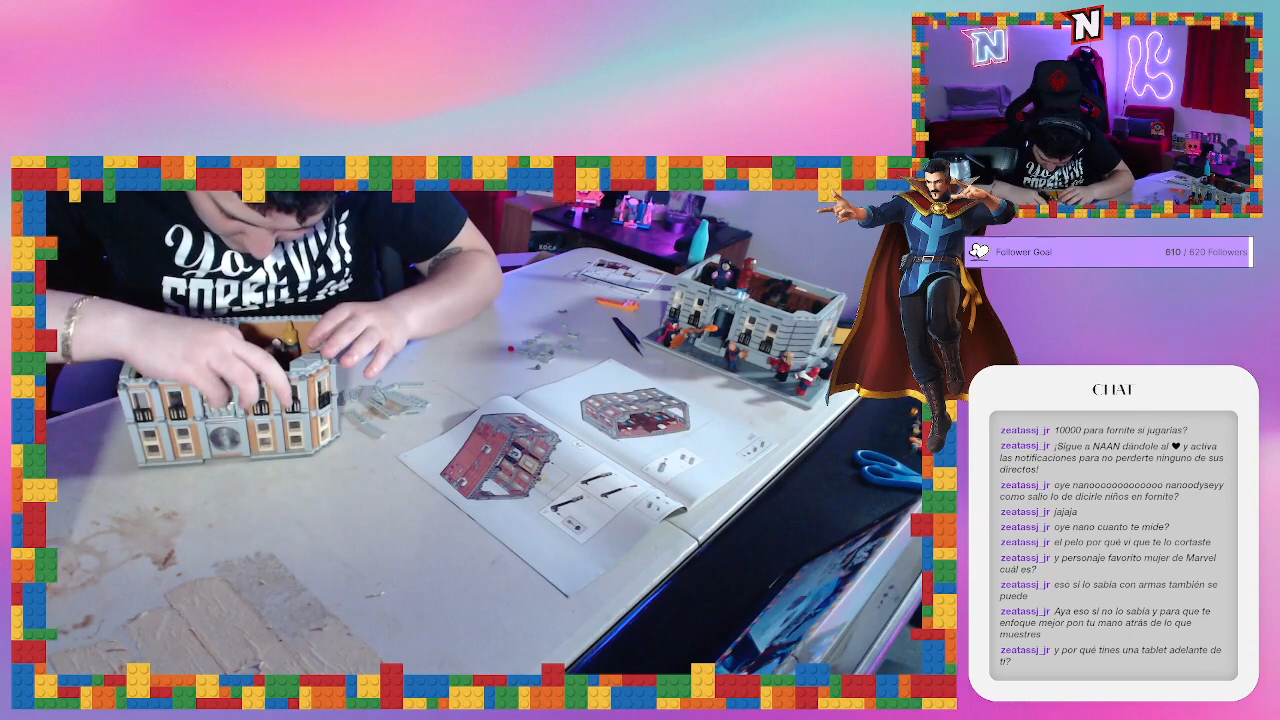 N
N
Follower Goal
610 / 620 Followers
CHAT
zeatassj_jr 10000 para fornite si jugarias?
zeatassj_jr ¡Sigue a NAAN dándole al ♥ y activa
las notificaciones para no perderte ninguno de sus
directos!
zeatassj_jr oye nanoooooooooooo nanoodyseyy
como salio lo de dicirle niños en fornite?
zeatassj_jr jajaja
zeatassj_jr oye nano cuanto te mide?
zeatassj_jr el pelo por qué vi que te lo cortaste
zeatassj_jr y personaje favorito mujer de Marvel
cuál es?
zeatassj_jr eso si lo sabía con armas también se
puede
zeatassj_jr Aya eso si no lo sabía y para que te
enfoque mejor pon tu mano atrás de lo que
muestres
zeatassj_jr y por qué tines una tablet adelante de
ti?
Yo